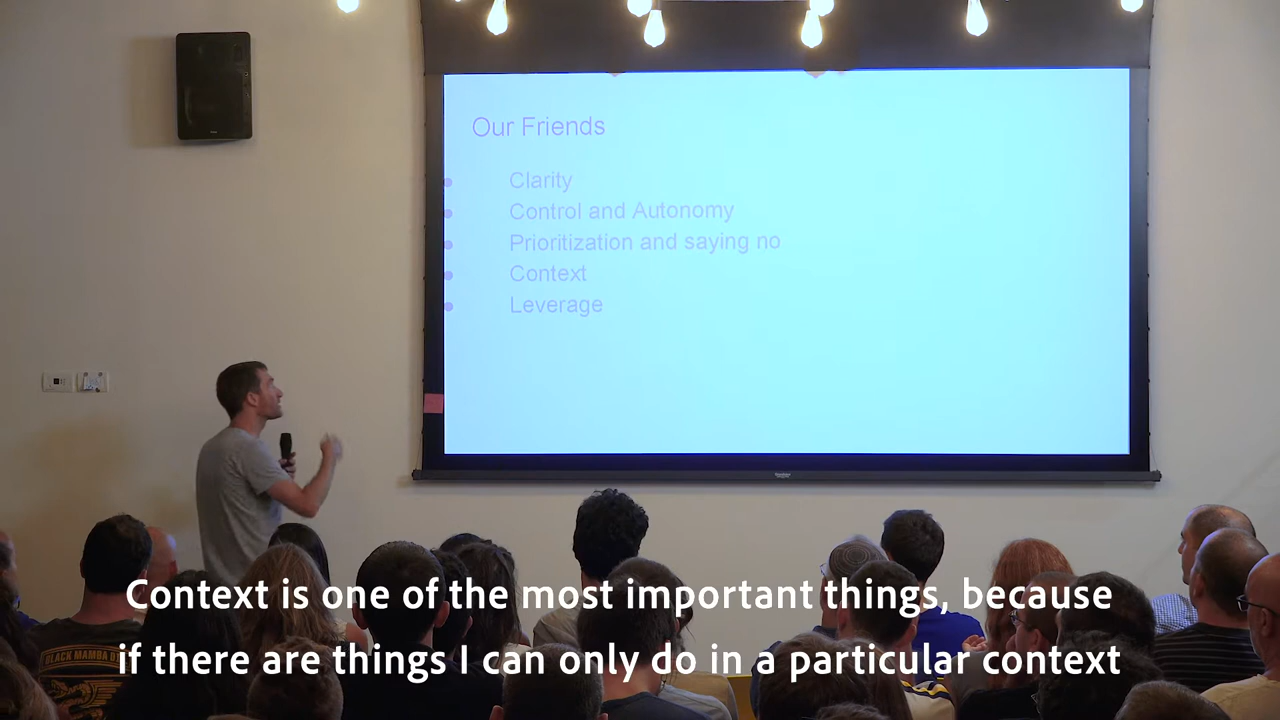 Our Friends
Clarity
Control and Autonomy
Prioritization and saying no
Context
Leverage
Context is one of the most important things, because
if there are things I can only do in a particular context
BLACK MAMBA